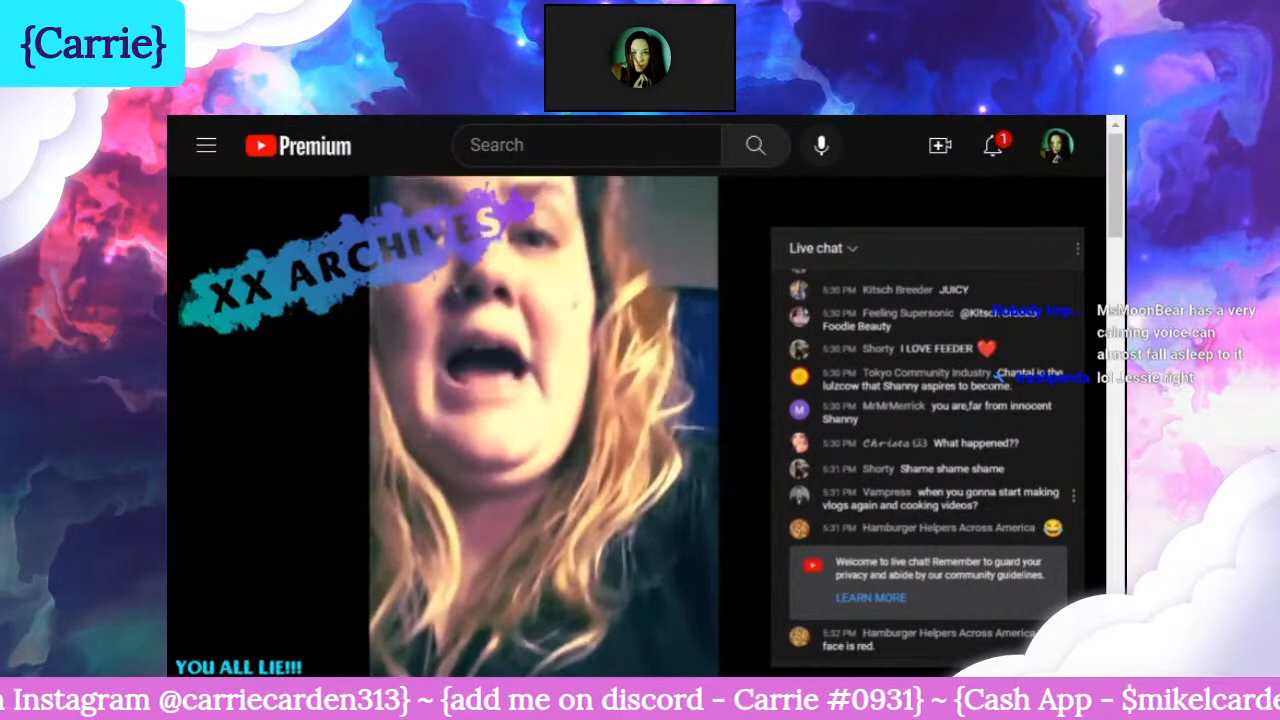 {Carrie}
Premium
Search
1
XX ARCHIVES
Live chat
5:30 PM Kitsch Breeder JUICY
5:30 PM Feeling Supersonic @Kitsch
Foodie Beauty
5:30 PM Shorty I LOVE FEEDER ❤️
5:30 PM Tokyo Community Industry Chantal is the
lulzcow that Shanny aspires to become.
M
5:30 PM MrMrMerrick you are,far from innocent
Shanny
5:30 PM Christa What happened??
5:31 PM Shorty Shame shame shame
5:31 PM Vampress when you gonna start making
vlogs again and cooking videos?
5:31 PM Hamburger Helpers Across America 😂
Welcome to live chat! Remember to guard your
privacy and abide by our community guidelines.
LEARN MORE
5:32 PM Hamburger Helpers Across America
face is red.
Nobody Imp... MsMoonBear has a very
calming voice can
almost fall asleep to it
trashpanda lol Jessie right
YOU ALL LIE!!!
n Instagram @carriecarden313} ~ {add me on discord - Carrie #0931} ~ {Cash App - $mikelcarde